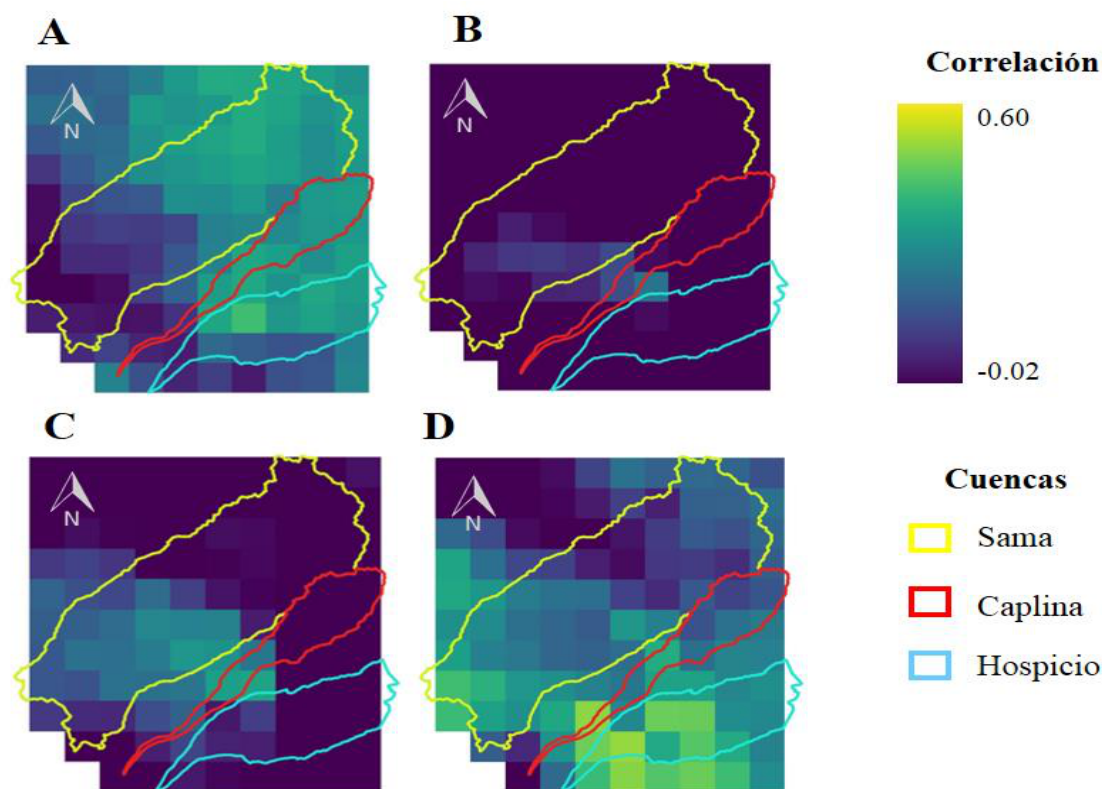 A
B
Correlación
0.60
N
N
-0.02
C
D
N
N
Cuencas
Sama
Caplina
Hospicio